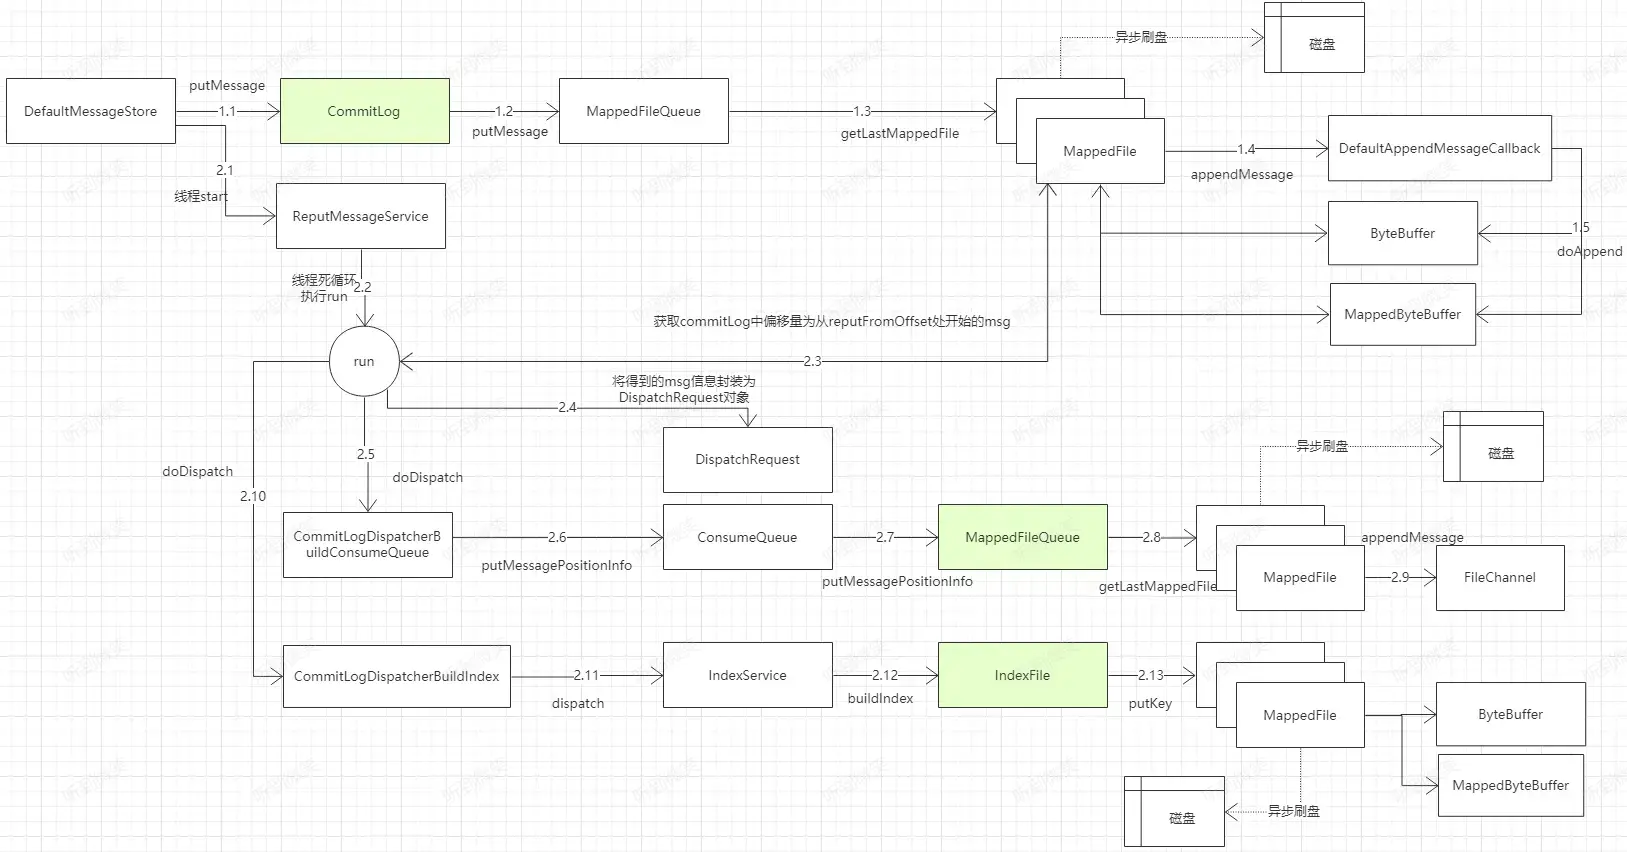 异步刷盘
磁盘
putMessage
DefaultMessageStore
1.1
CommitLog
1.2
putMessage
MappedFileQueue
1.3
getLastMappedFile
MappedFile
1.4
appendMessage
DefaultAppendMessageCallback
2.1
线程start
ReputMessageService
ByteBuffer
1.5
doAppend
线程死循环
执行run
2.2
MappedByteBuffer
获取commitLog中偏移量为从reputFromOffset处开始的msg
run
2.3
将得到的msg信息封装为
DispatchRequest对象
2.4
DispatchRequest
异步刷盘
磁盘
2.5
doDispatch
doDispatch
2.10
CommitLogDispatcherB
uildConsumeQueue
2.6
putMessagePositionInfo
ConsumeQueue
2.7
putMessagePositionInfo
MappedFileQueue
2.8
getLastMappedFile
appendMessage
MappedFile
2.9
FileChannel
CommitLogDispatcherBuildIndex
2.11
dispatch
IndexService
2.12
buildIndex
IndexFile
2.13
putKey
MappedFile
ByteBuffer
MappedByteBuffer
异步刷盘
磁盘